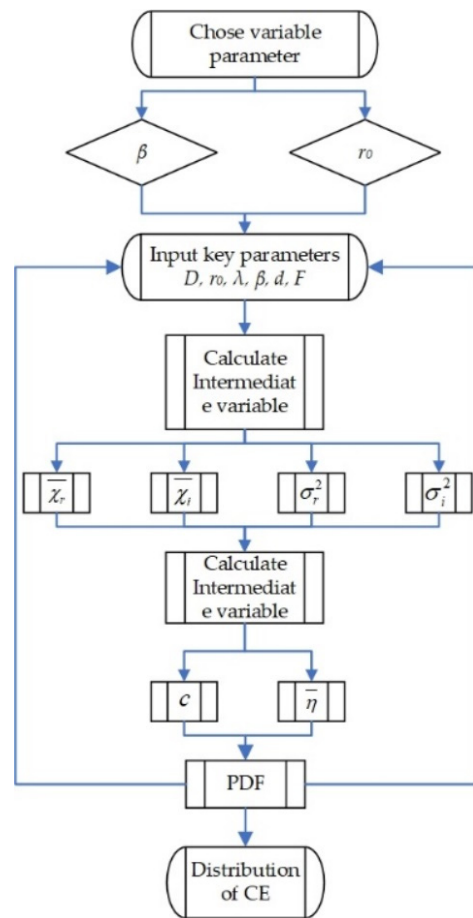 Chose variable
parameter
β
r₀
Input key parameters
D, r₀, λ, β, d, F
Calculate
Intermediat
e variable
χ̅ᵣ
χ̅ᵢ
σᵣ²
σᵢ²
Calculate
Intermediat
e variable
c
η̅
PDF
Distribution
of CE